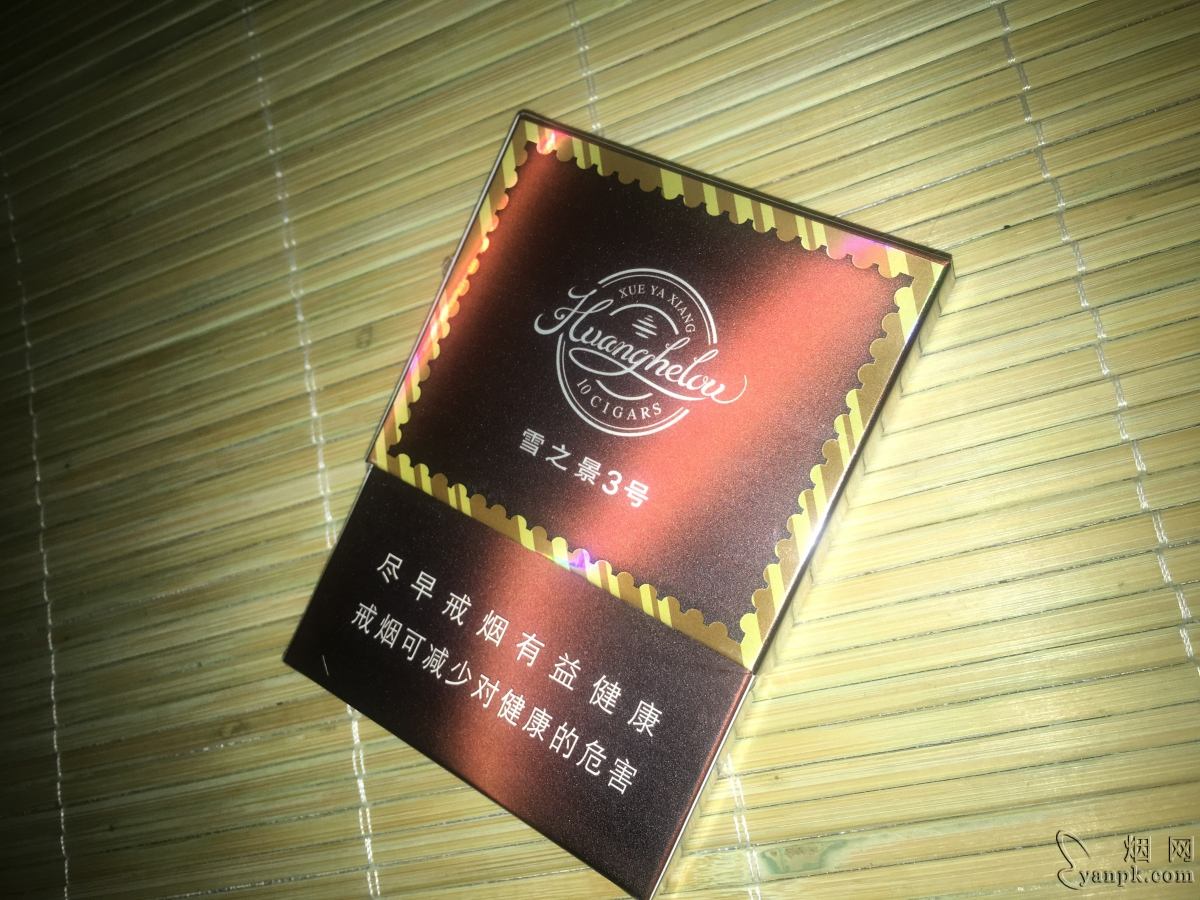 XUE YA XIANG
Huanghelou
10 CIGARS
雪之景3号
尽早戒烟有益健康
戒烟可减少对健康的危害
烟网
yanpk.com